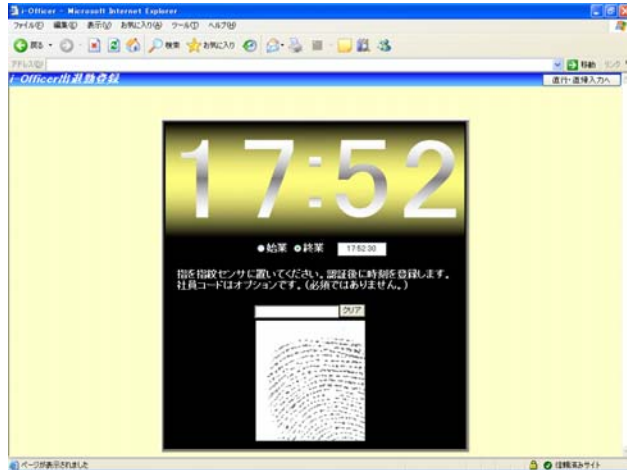 i-Officer - Microsoft Internet Explorer
ファイル(F) 編集(E) 表示(V) お気に入り(A) ツール(T) ヘルプ(H)
戻る 検索 お気に入り
アドレス(D) 移動 リンク
i-Officer出退勤登録 直行・直帰入力へ
17:52
始業 終業 17:52:30
指を指紋センサに置いてください。認証後に時刻を登録します。
社員コードはオプションです。(必須ではありません。)
クリア
ページが表示されました 信頼済みサイト